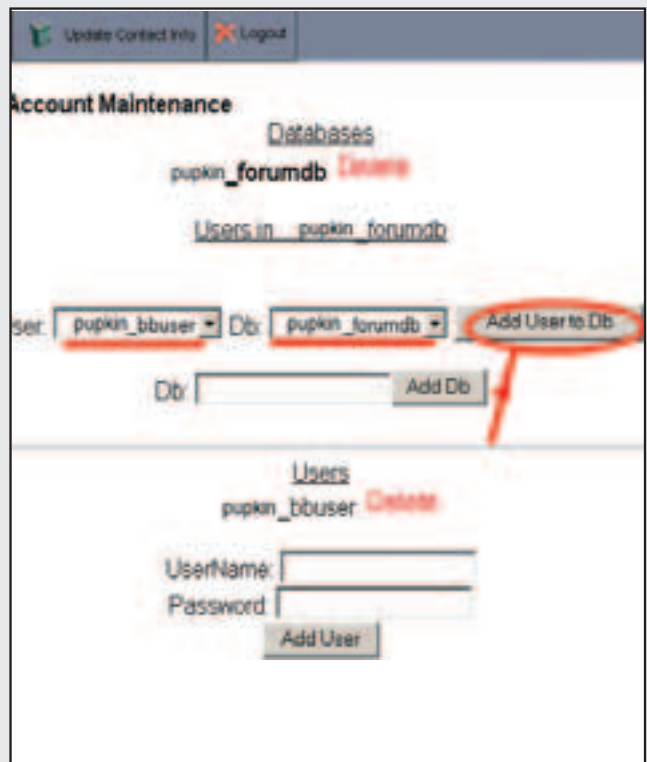 Update Contact Info Logout
Account Maintenance
Databases
pupkin_forumdb Delete
Users in pupkin_forumdb
ser: pupkin_bbuser Db: pupkin_forumdb Add User to Db
Db: Add Db
Users
pupkin_bbuser Delete
UserName:
Password
Add User